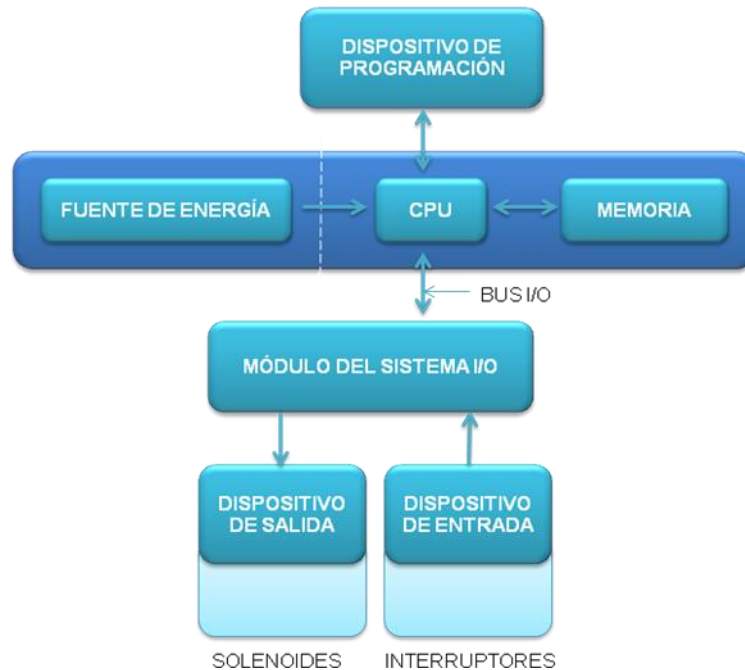 DISPOSITIVO DE
PROGRAMACIÓN
FUENTE DE ENERGÍA
CPU
MEMORIA
BUS I/O
MÓDULO DEL SISTEMA I/O
DISPOSITIVO
DE SALIDA
DISPOSITIVO
DE ENTRADA
SOLENOIDES
INTERRUPTORES